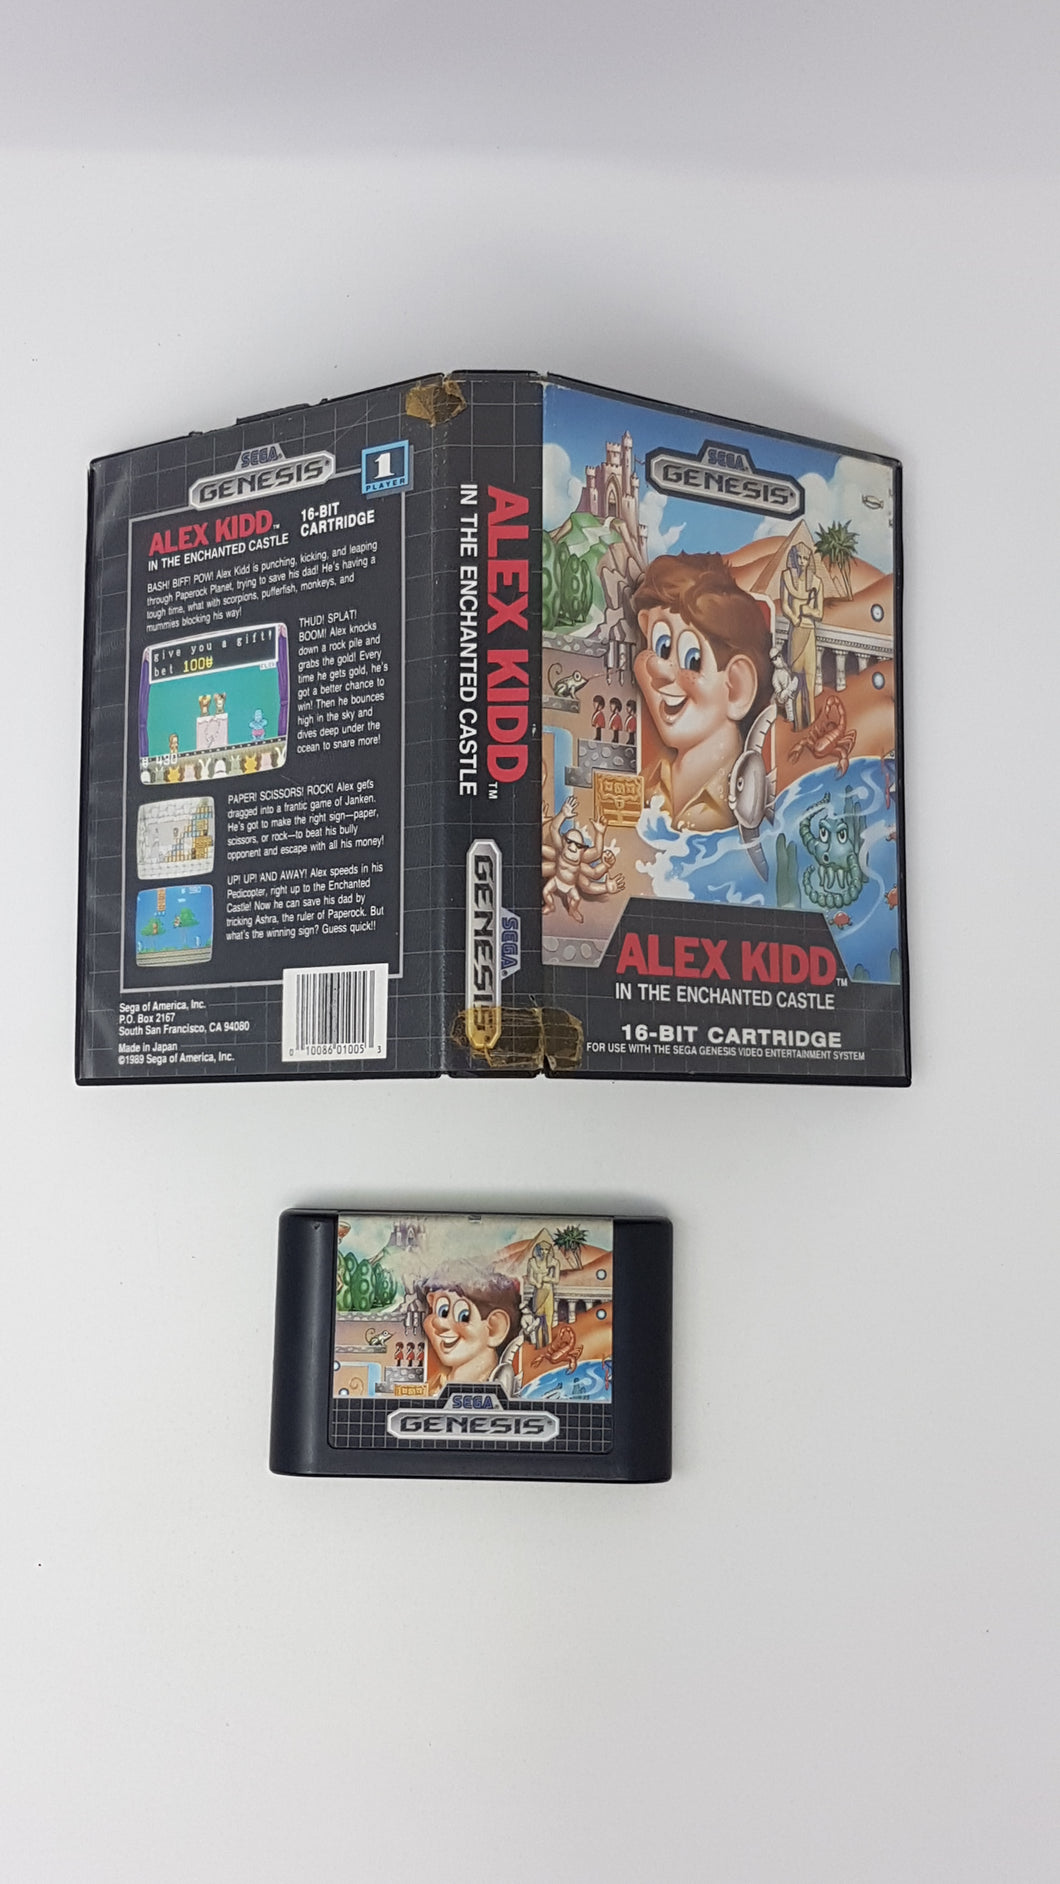 SEGA
GENESIS
1
PLAYER
ALEX KIDD™
IN THE ENCHANTED CASTLE
16-BIT
CARTRIDGE
BASH! BIFF! POW! Alex Kidd is punching, kicking, and leaping
through Paperock Planet, trying to save his dad! He's having a
tough time, what with scorpions, pufferfish, monkeys, and
mummies blocking his way!
give you a gift!
bet 100
430
THUD! SPLAT!
BOOM! Alex knocks
down a rock pile and
grabs the gold! Every
time he gets gold, he's
got a better chance to
win! Then he bounces
high in the sky and
dives deep under the
ocean to snare more!
PAPER! SCISSORS! ROCK! Alex gets
dragged into a frantic game of Janken.
He's got to make the right sign—paper,
scissors, or rock—to beat his bully
opponent and escape with all his money!
UP! UP! AND AWAY! Alex speeds in his
Pedicopter, right up to the Enchanted
Castle! Now he can save his dad by
tricking Ashra, the ruler of Paperock. But
what's the winning sign? Guess quick!!
Sega of America, Inc.
P.O. Box 2167
South San Francisco, CA 94080
Made in Japan
©1989 Sega of America, Inc.
0 10086 01005 3
ALEX KIDD™
IN THE ENCHANTED CASTLE
SEGA
GENESIS
SEGA
GENESIS
ALEX KIDD™
IN THE ENCHANTED CASTLE
16-BIT CARTRIDGE
FOR USE WITH THE SEGA GENESIS VIDEO ENTERTAINMENT SYSTEM
SEGA
GENESIS